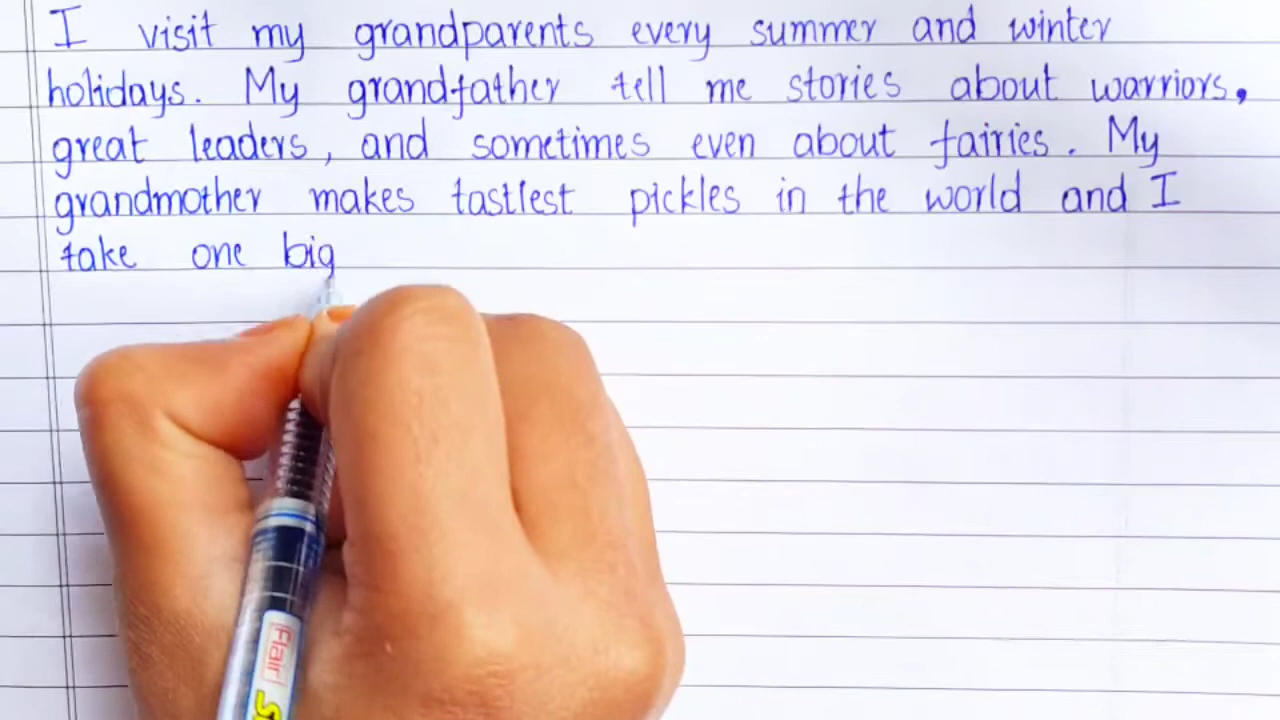 I visit my grandparents every summer and winter
holidays. My grandfather tell me stories about warriors,
great leaders, and sometimes even about fairies. My
grandmother makes tastiest pickles in the world and I
take one big
Flair